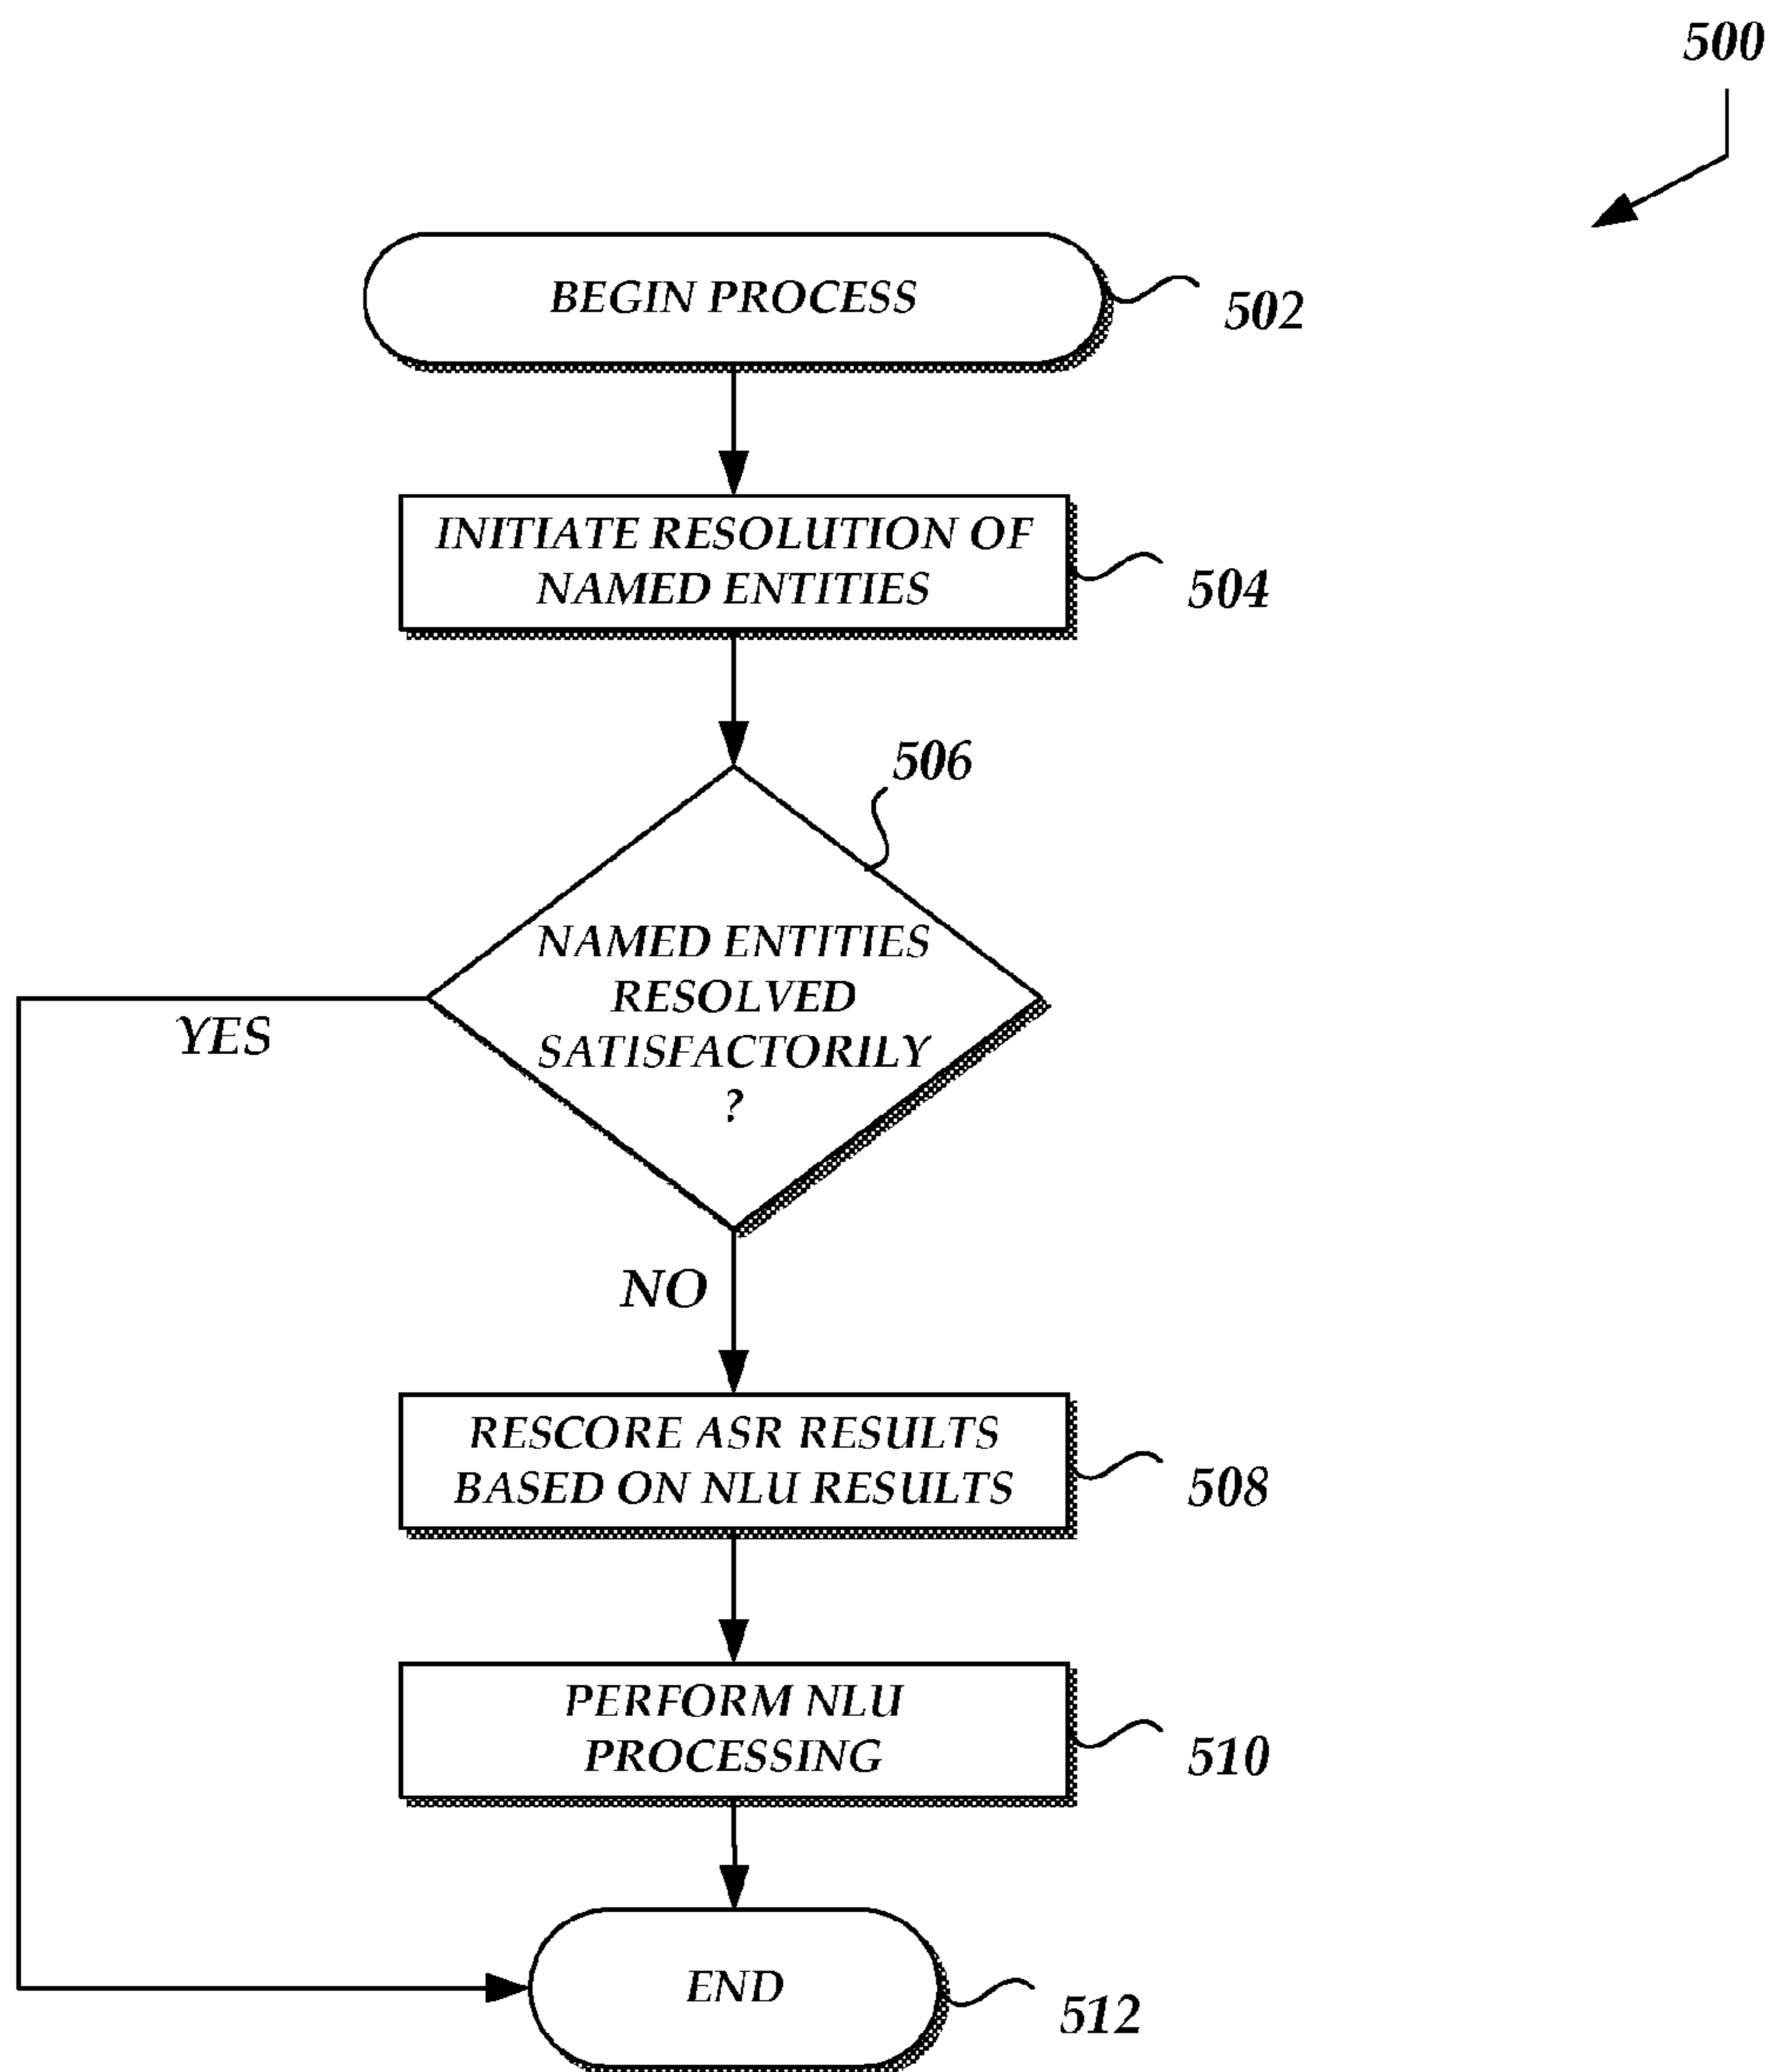 500
BEGIN PROCESS
502
INITIATE RESOLUTION OF
NAMED ENTITIES
504
506
NAMED ENTITIES
RESOLVED
SATISFACTORILY
?
YES
NO
RESCORE ASR RESULTS
BASED ON NLU RESULTS
508
PERFORM NLU
PROCESSING
510
END
512